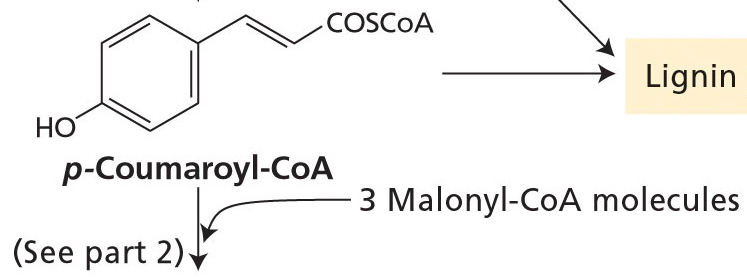 COSCoA
Lignin
HO
p-Coumaroyl-CoA
3 Malonyl-CoA molecules
(See part 2)